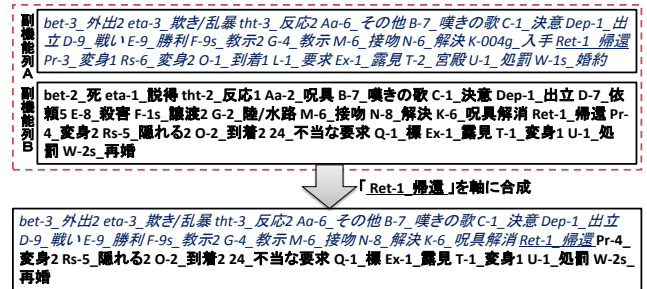 副機能列A
bet-3_外出2 eta-3_欺き/乱暴 tht-3_反応2 Aa-6_その他 B-7_嘆きの歌 C-1_決意 Dep-1_出
立 D-9_戦い E-9_勝利 F-9s_教示2 G-4_教示 M-6_接吻 N-6_解決 K-004g_入手 Ret-1_帰還
Pr-3_変身1 Rs-6_変身2 O-1_到着1 L-1_要求 Ex-1_露見 T-2_宮殿 U-1_処罰 W-1s_婚約
副機能列B
bet-2_死 eta-1_説得 tht-2_反応1 Aa-2_呪具 B-7_嘆きの歌 C-1_決意 Dep-1_出立 D-7_依
頼5 E-8_殺害 F-1s_譲渡2 G-2_陸/水路 M-6_接吻 N-8_解決 K-6_呪具解消 Ret-1_帰還 Pr-
4_変身2 Rs-5_隠れる2 O-2_到着2 24_不当な要求 Q-1_標 Ex-1_露見 T-1_変身1 U-1_処
罰 W-2s_再婚
「 Ret-1_帰還 」を軸に合成
bet-3_外出2 eta-3_欺き/乱暴 tht-3_反応2 Aa-6_その他 B-7_嘆きの歌 C-1_決意 Dep-1_出立
D-9_戦い E-9_勝利 F-9s_教示2 G-4_教示 M-6_接吻 N-8_解決 K-6_呪具解消 Ret-1_帰還 Pr-4_
変身2 Rs-5_隠れる2 O-2_到着2 24_不当な要求 Q-1_標 Ex-1_露見 T-1_変身1 U-1_処罰 W-2s_
再婚